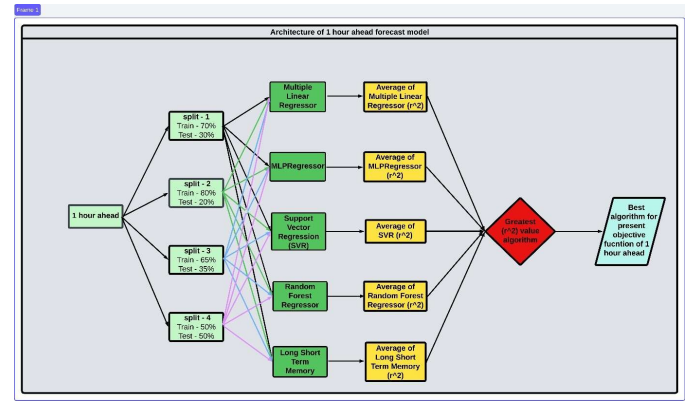 Frame 1
Architecture of 1 hour ahead forecast model
1 hour ahead
split - 1
Train - 70%
Test - 30%
split - 2
Train - 80%
Test - 20%
split - 3
Train - 65%
Test - 35%
split - 4
Train - 50%
Test - 50%
Multiple
Linear
Regressor
MLPRegressor
Support
Vector
Regression
(SVR)
Random
Forest
Regressor
Long Short
Term
Memory
Average of
Multiple Linear
Regressor (r^2)
Average of
MLPRegressor
(r^2)
Average of
SVR (r^2)
Average of
Random Forest
Regressor (r^2)
Average of
Long Short
Term Memory
(r^2)
Greatest
(r^2) value
algorithm
Best
algorithm for
present
objective
fucntion of 1
hour ahead